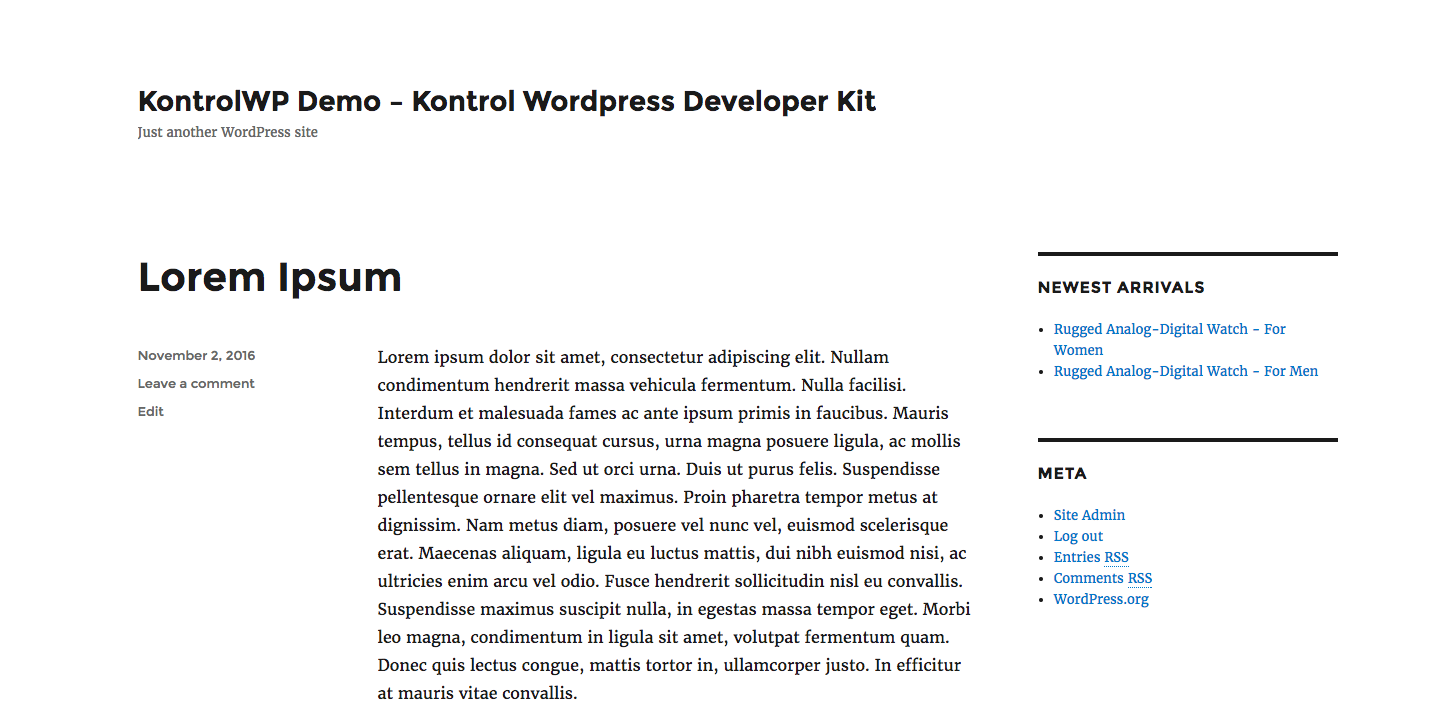 KontrolWP Demo – Kontrol Wordpress Developer Kit
Just another WordPress site
Lorem Ipsum
November 2, 2016
Leave a comment
Edit
Lorem ipsum dolor sit amet, consectetur adipiscing elit. Nullam
condimentum hendrerit massa vehicula fermentum. Nulla facilisi.
Interdum et malesuada fames ac ante ipsum primis in faucibus. Mauris
tempus, tellus id consequat cursus, urna magna posuere ligula, ac mollis
sem tellus in magna. Sed ut orci urna. Duis ut purus felis. Suspendisse
pellentesque ornare elit vel maximus. Proin pharetra tempor metus at
dignissim. Nam metus diam, posuere vel nunc vel, euismod scelerisque
erat. Maecenas aliquam, ligula eu luctus mattis, dui nibh euismod nisi, ac
ultricies enim arcu vel odio. Fusce hendrerit sollicitudin nisl eu convallis.
Suspendisse maximus suscipit nulla, in egestas massa tempor eget. Morbi
leo magna, condimentum in ligula sit amet, volutpat fermentum quam.
Donec quis lectus congue, mattis tortor in, ullamcorper justo. In efficitur
at mauris vitae convallis.
NEWEST ARRIVALS
• Rugged Analog-Digital Watch – For
Women
• Rugged Analog-Digital Watch – For Men
META
• Site Admin
• Log out
• Entries RSS
• Comments RSS
• WordPress.org